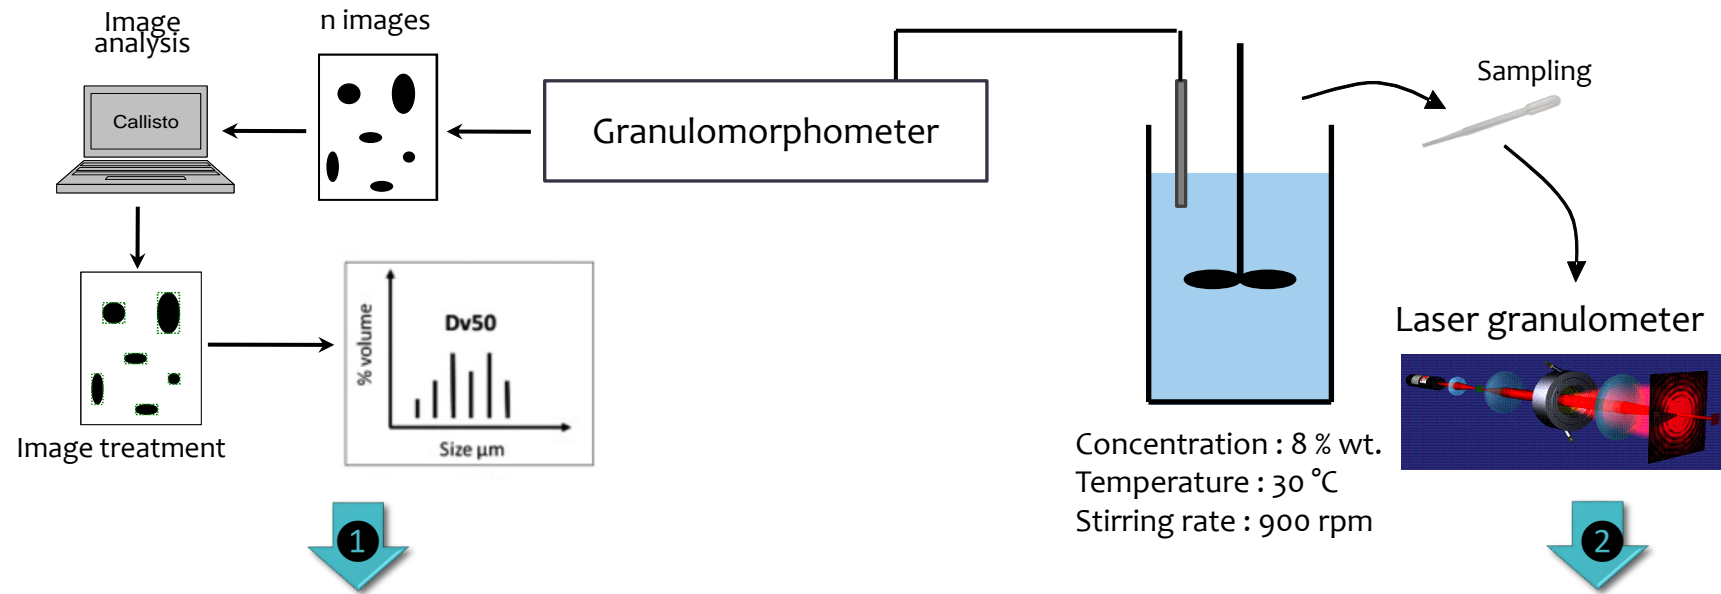 Image
analysis
n images
Callisto
Granulomorphometer
Sampling
Laser granulometer
Image treatment
Dv50
% volume
Size µm
Concentration : 8 % wt.
Temperature : 30 °C
Stirring rate : 900 rpm
1
2